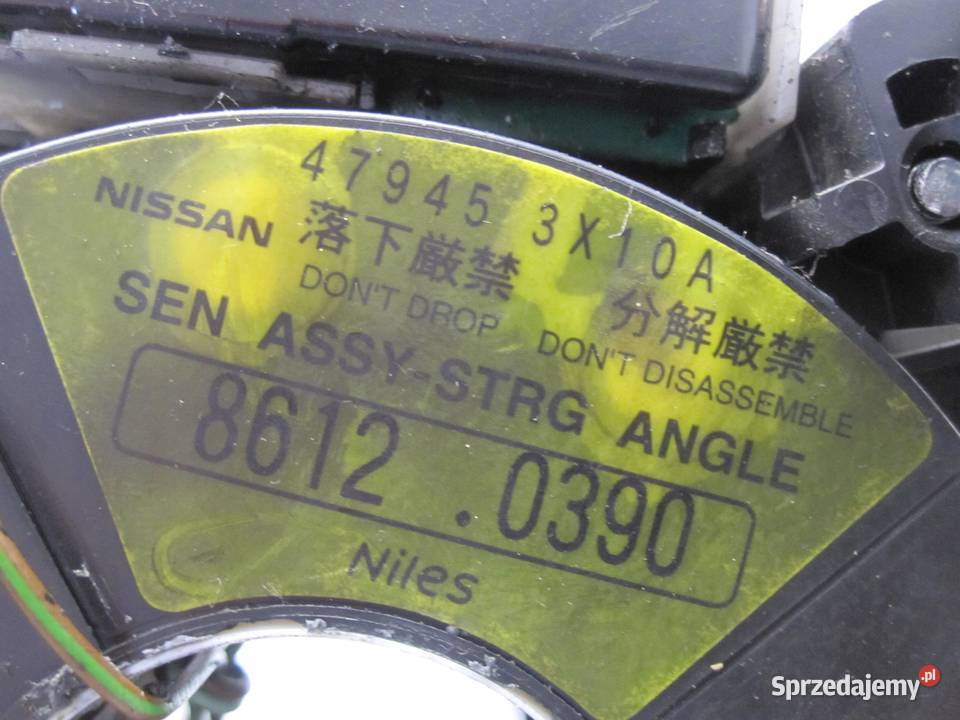 47945 3X10A
NISSAN 落下厳禁 分解厳禁
DON'T DROP DON'T DISASSEMBLE
SEN ASSY-STRG ANGLE
8612 .0390
Niles
Sprzedajemy.pl